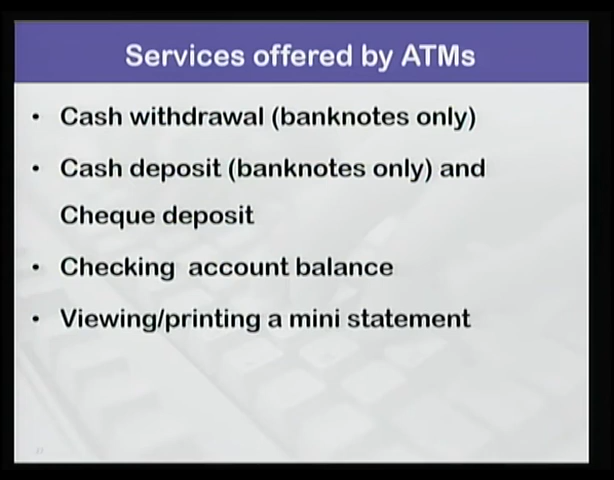 Services offered by ATMs
• Cash withdrawal (banknotes only)
• Cash deposit (banknotes only) and
Cheque deposit
• Checking account balance
• Viewing/printing a mini statement